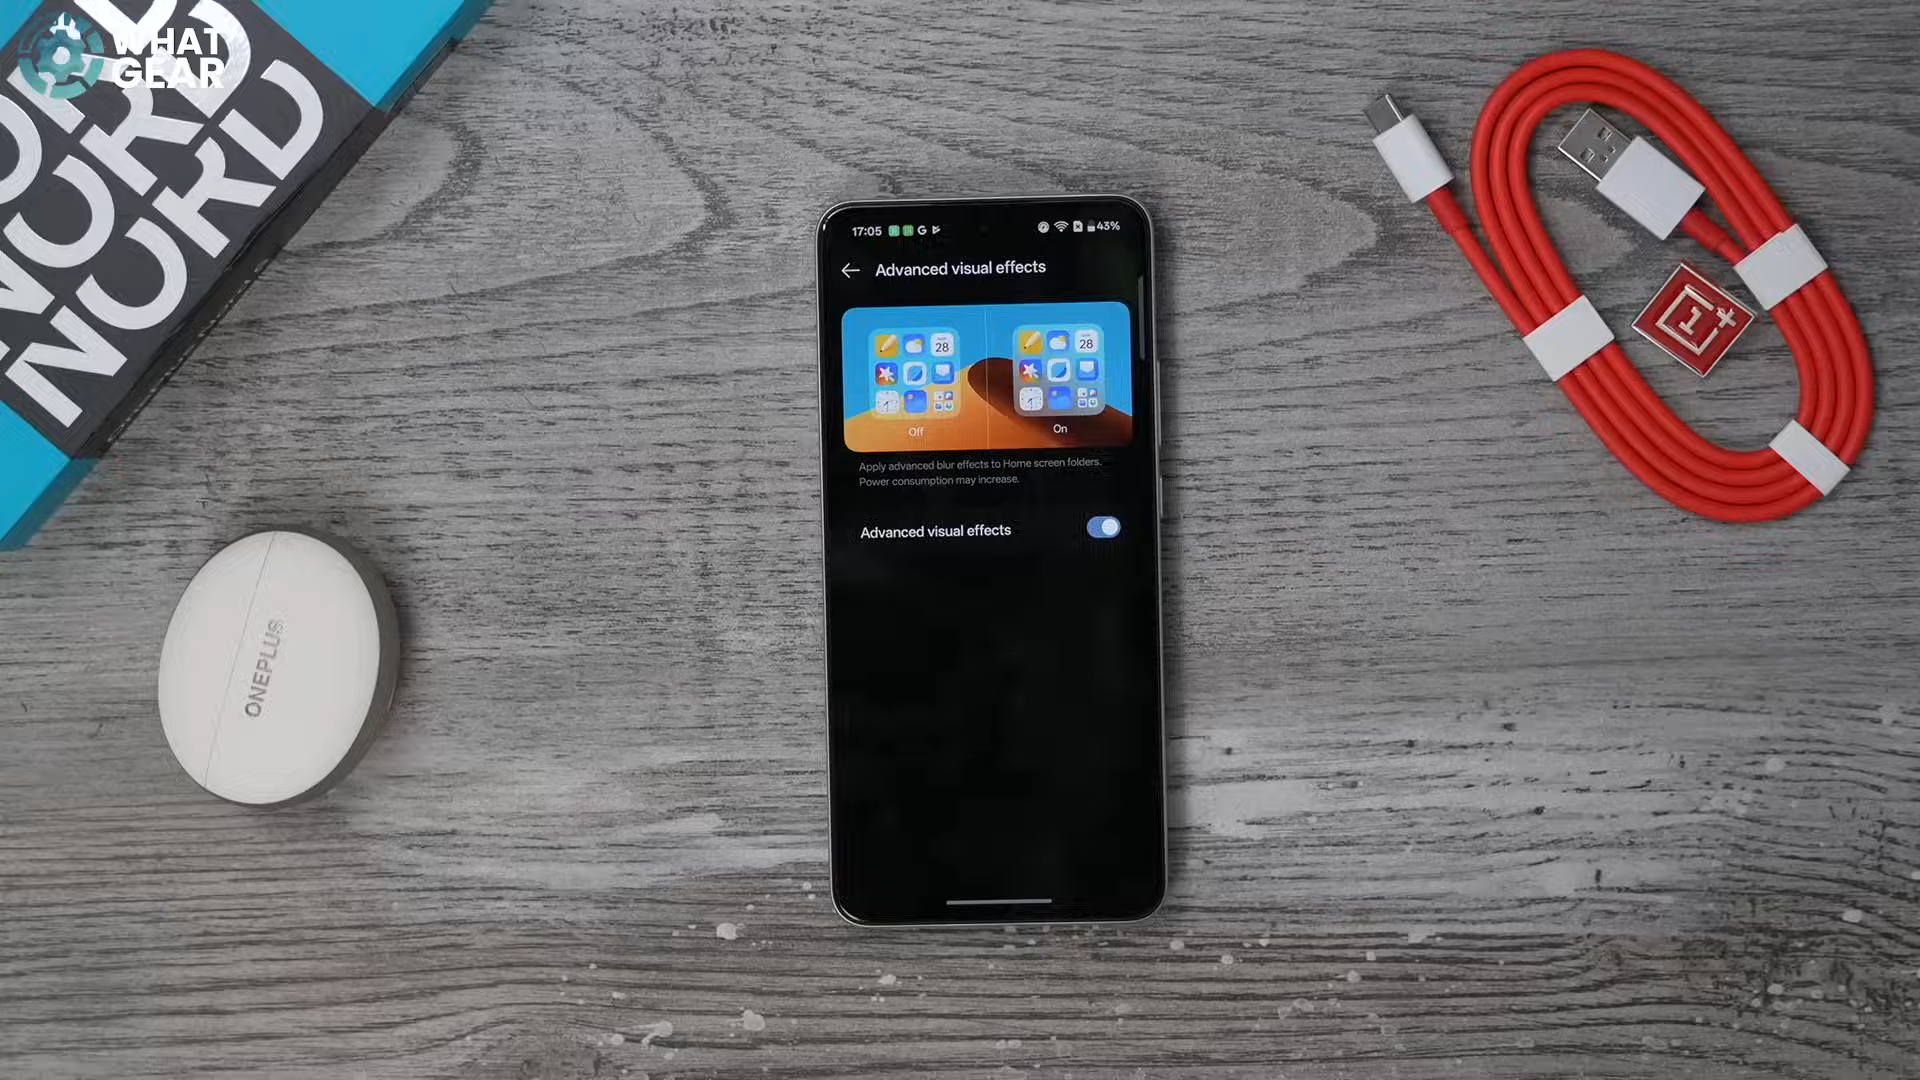 WHAT
GEAR
NORD
NORD
17:05
43%
Advanced visual effects
28
28
Off
On
Apply advanced blur effects to Home screen folders.
Power consumption may increase.
Advanced visual effects
ONEPLUS
1+